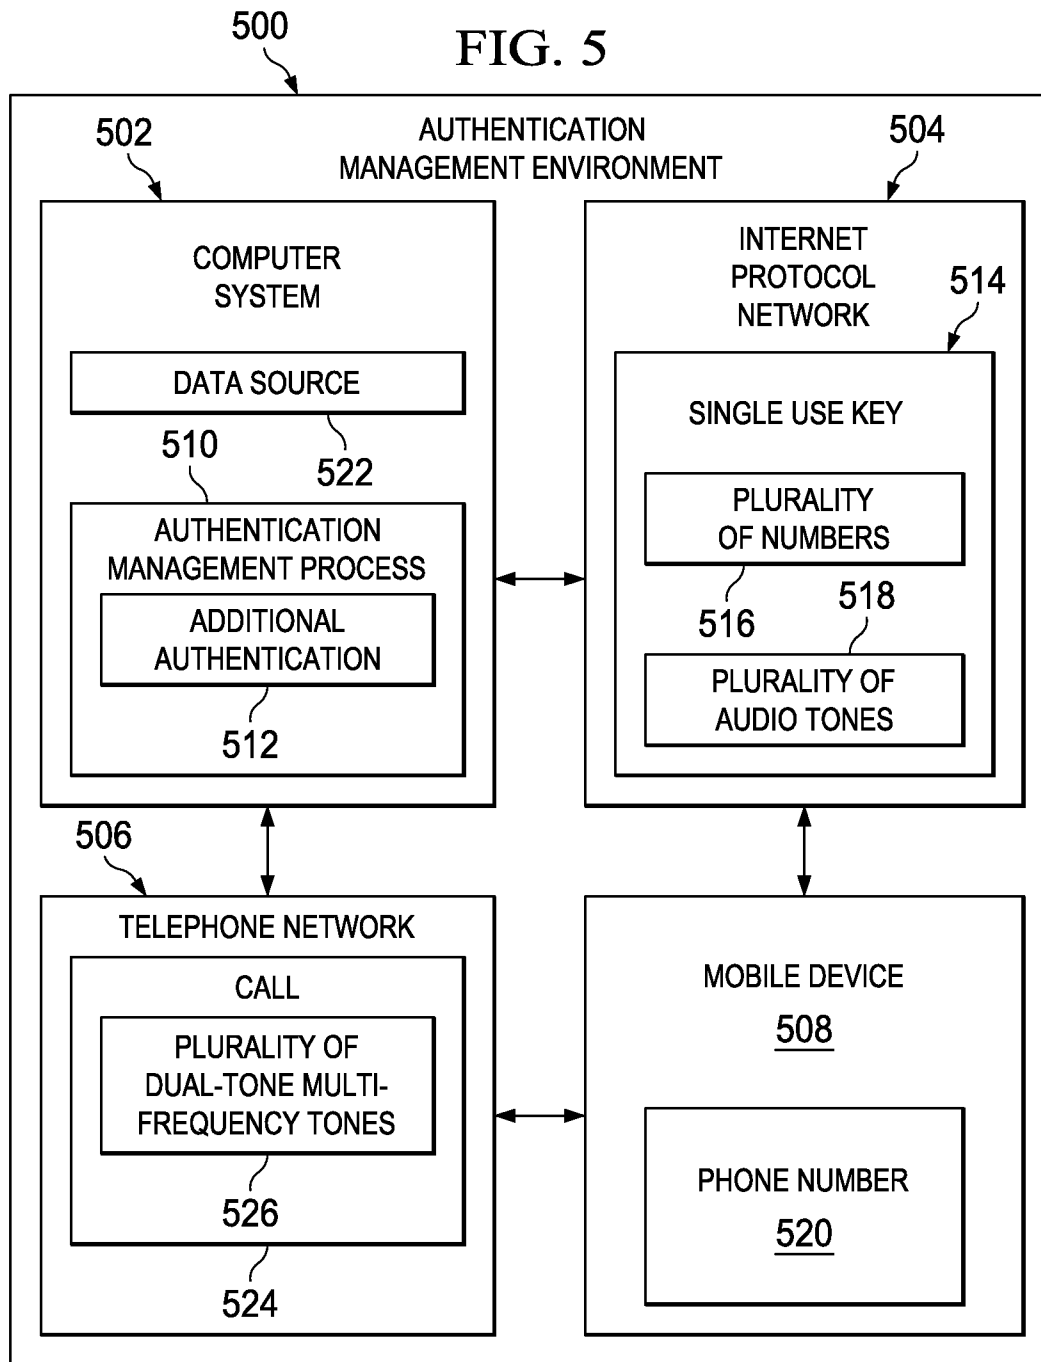 FIG. 5
500
AUTHENTICATION
MANAGEMENT ENVIRONMENT
502
COMPUTER
SYSTEM
DATA SOURCE
522
510
AUTHENTICATION
MANAGEMENT PROCESS
ADDITIONAL
AUTHENTICATION
512
504
INTERNET
PROTOCOL
NETWORK
514
SINGLE USE KEY
PLURALITY
OF NUMBERS
516
518
PLURALITY OF
AUDIO TONES
506
TELEPHONE NETWORK
CALL
PLURALITY OF
DUAL-TONE MULTI-
FREQUENCY TONES
526
524
MOBILE DEVICE
508
PHONE NUMBER
520